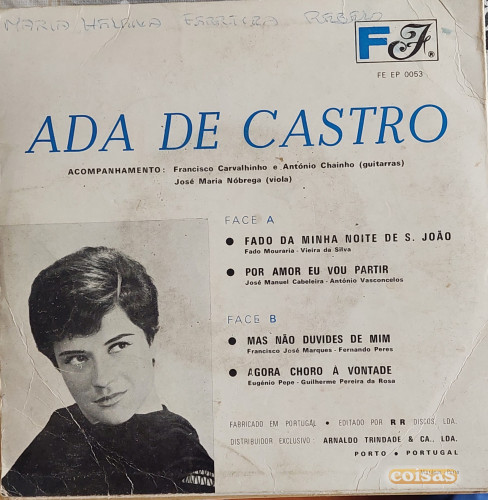 MARIA HALINA FARRTURA REBELO
FF®
FE EP 0053
ADA DE CASTRO
ACOMPANHAMENTO: Francisco Carvalhinho e António Chainho (guitarras)
José Maria Nóbrega (viola)
FACE A
● FADO DA MINHA NOITE DE S. JOÃO
Fado Mouraria - Vieira da Silva
● POR AMOR EU VOU PARTIR
José Manuel Cabeleira - António Vasconcelos
FACE B
● MAS NÃO DUVIDES DE MIM
Francisco José Marques - Fernando Peres
● AGORA CHORO À VONTADE
Eugénio Pepe - Guilherme Pereira da Rosa
FABRICADO EM PORTUGAL • EDITADO POR RR DISCOS, LDA.
DISTRIBUIDOR EXCLUSIVO: ARNALDO TRINDADE & CA., LDA.
PORTO • PORTUGAL
coisas